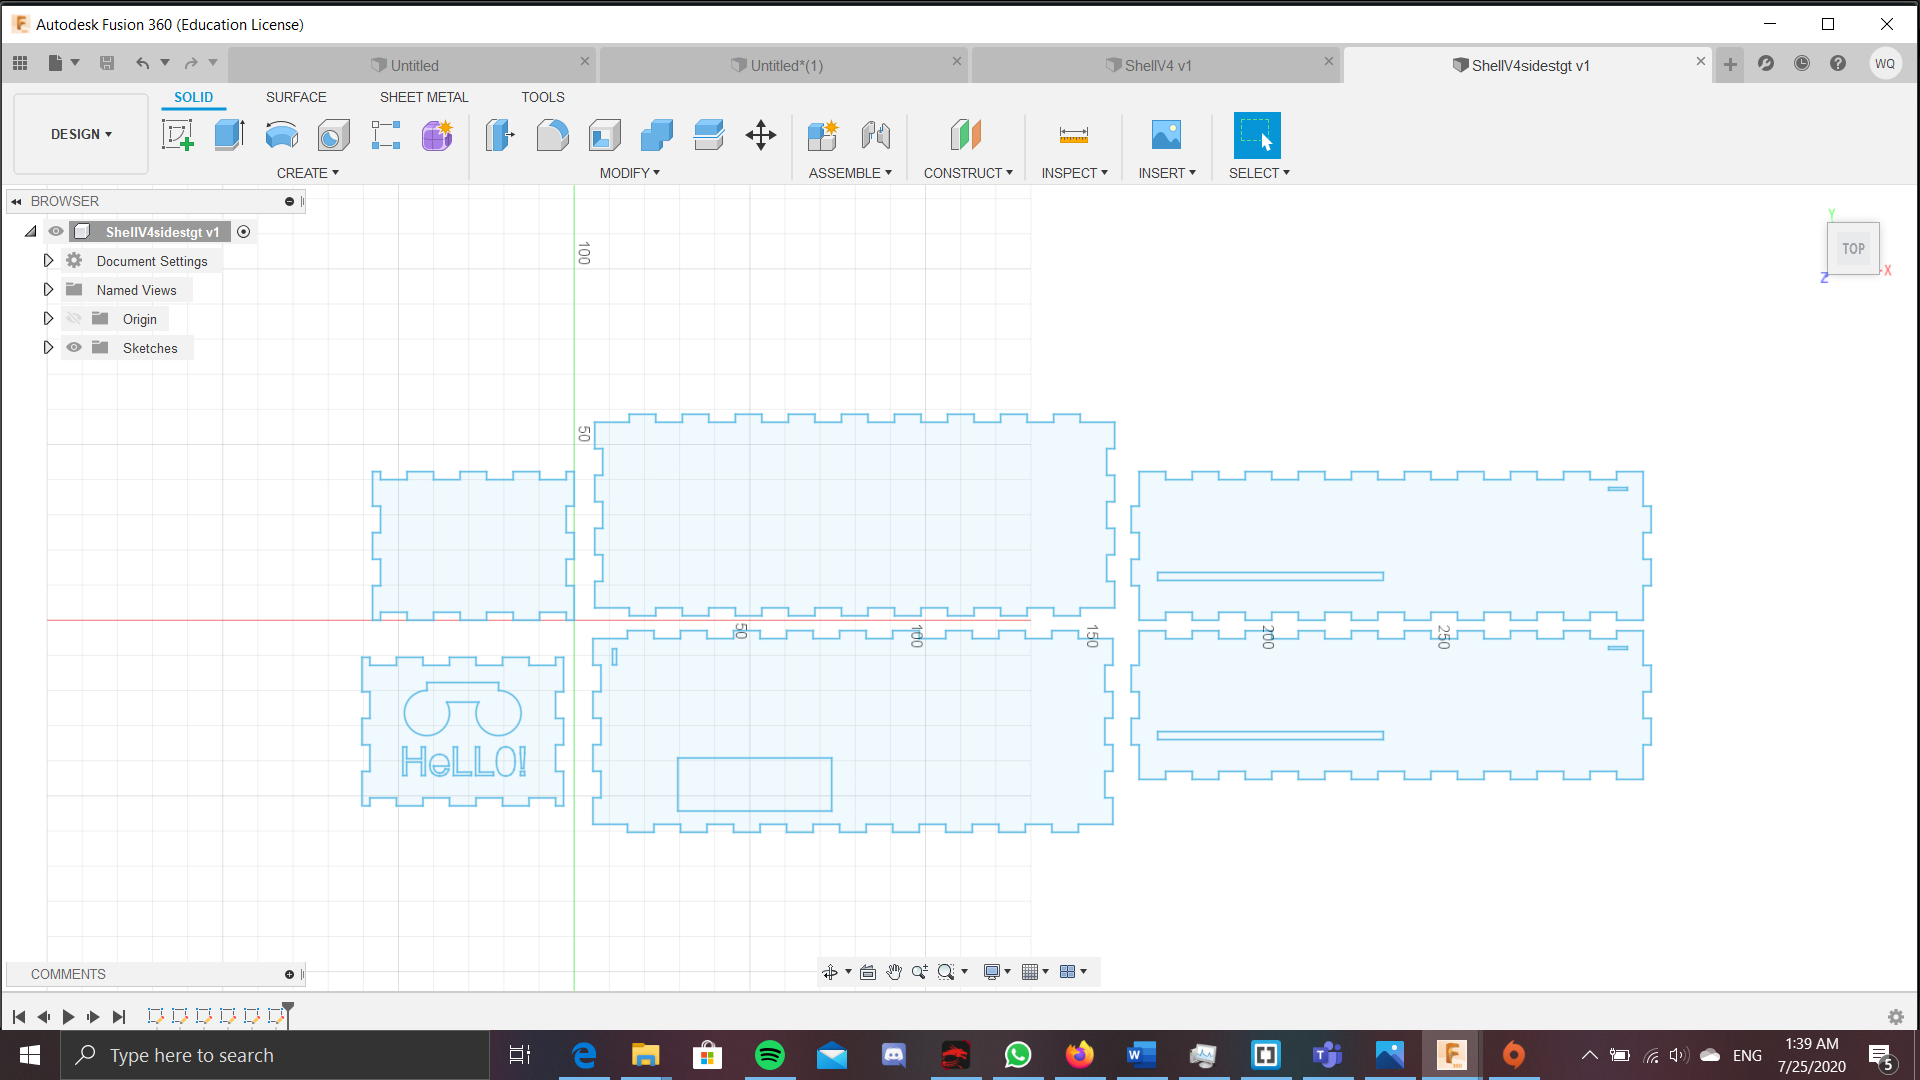 Autodesk Fusion 360 (Education License)
Untitled
Untitled*(1)
ShellV4 v1
ShellV4sidestgt v1
WQ
DESIGN
SOLID
SURFACE
SHEET METAL
TOOLS
CREATE
MODIFY
ASSEMBLE
CONSTRUCT
INSPECT
INSERT
SELECT
BROWSER
ShellV4sidestgt v1
Document Settings
Named Views
Origin
Sketches
Y
TOP
Z
X
100
50
50
100
150
200
250
HeLLO!
COMMENTS
Type here to search
ENG
1:39 AM
7/25/2020
5